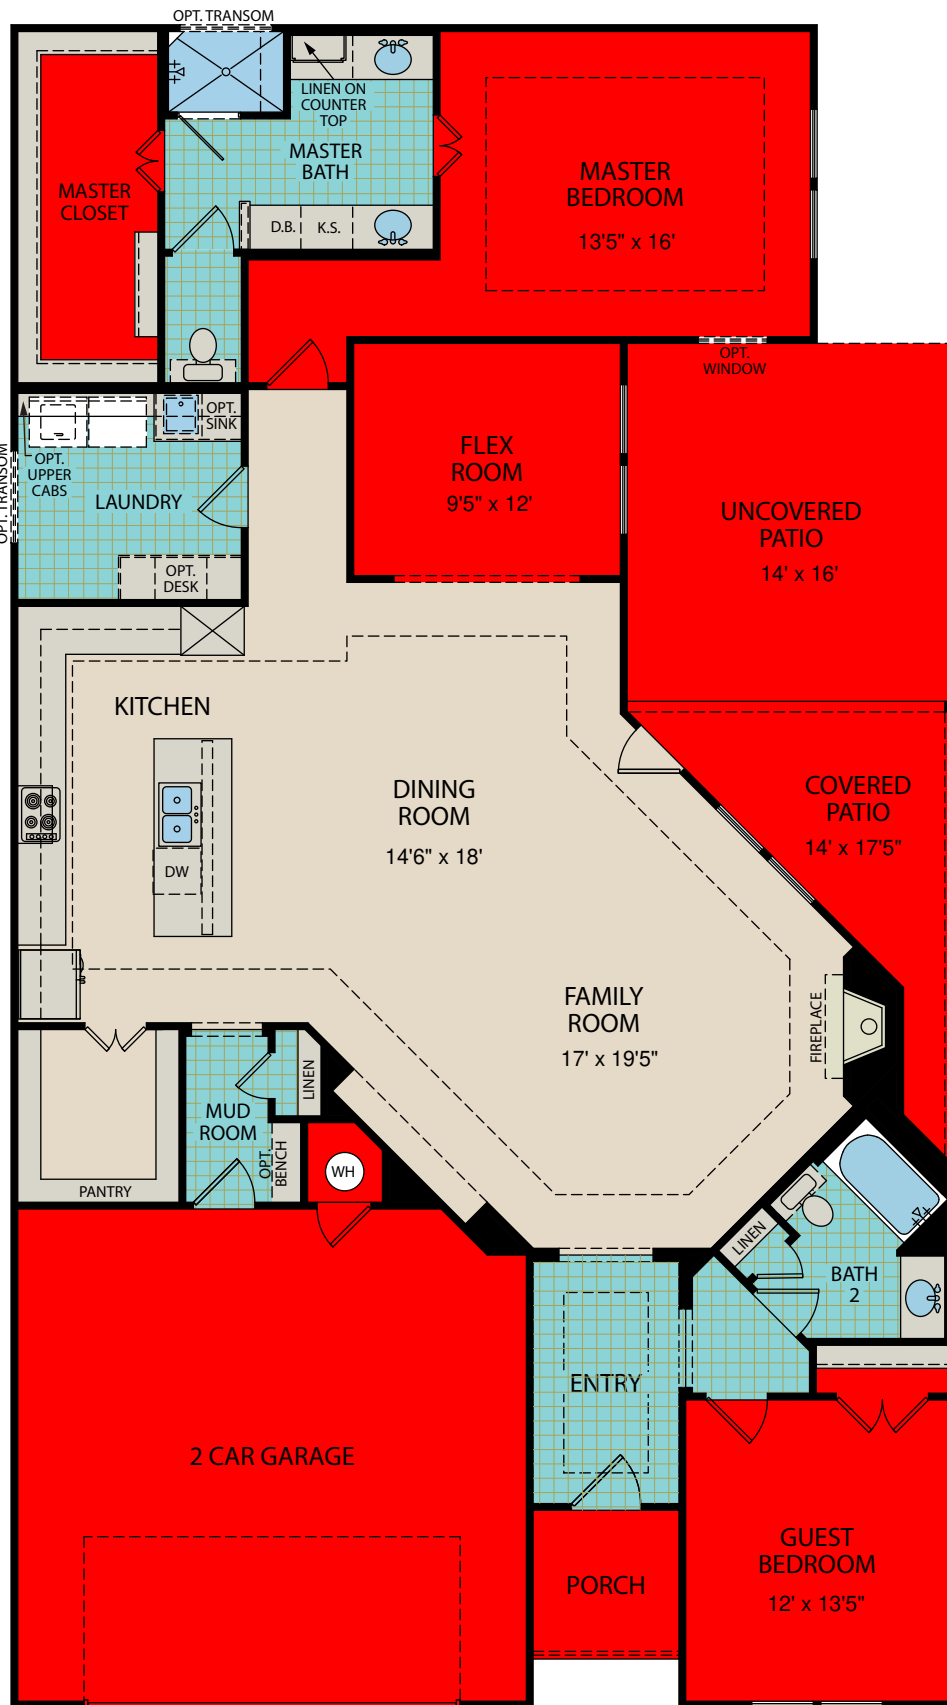 OPT. TRANSOM
LINEN ON
COUNTER
TOP
MASTER
BATH
MASTER
CLOSET
D.B.
K.S.
MASTER
BEDROOM
13'5" x 16'
OPT.
WINDOW
OPT.
SINK
OPT.
UPPER
CABS
OPT. TRANSOM
LAUNDRY
OPT.
DESK
FLEX
ROOM
9'5" x 12'
UNCOVERED
PATIO
14' x 16'
KITCHEN
DW
DINING
ROOM
14'6" x 18'
COVERED
PATIO
14' x 17'5"
FAMILY
ROOM
17' x 19'5"
FIREPLACE
LINEN
MUD
ROOM
OPT.
BENCH
WH
PANTRY
LINEN
BATH
2
ENTRY
2 CAR GARAGE
PORCH
GUEST
BEDROOM
12' x 13'5"